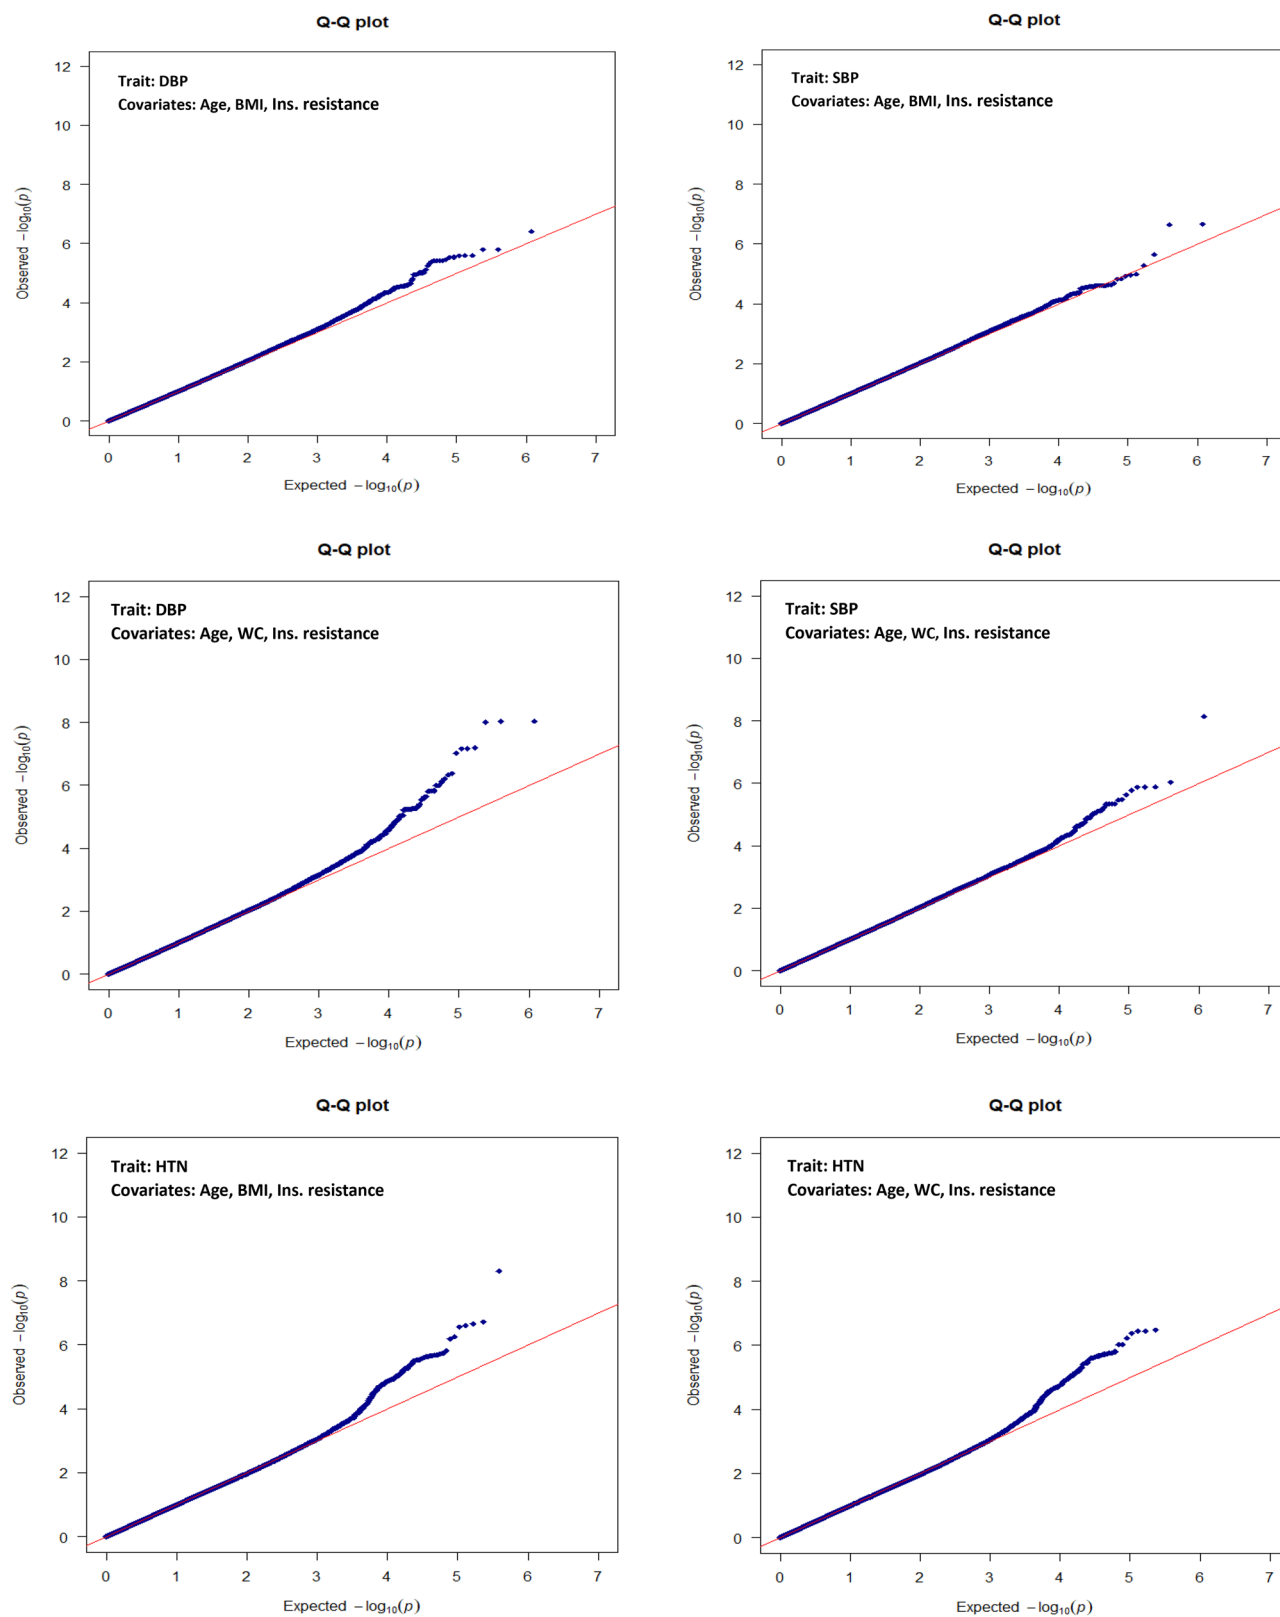 Q-Q plot
Trait: DBP
Covariates: Age, BMI, Ins. resistance
12
10
8
6
4
2
0
Observed −log10(p)
0 1 2 3 4 5 6 7
Expected −log10(p)
Q-Q plot
Trait: SBP
Covariates: Age, BMI, Ins. resistance
12
10
8
6
4
2
0
Observed −log10(p)
0 1 2 3 4 5 6 7
Expected −log10(p)
Q-Q plot
Trait: DBP
Covariates: Age, WC, Ins. resistance
12
10
8
6
4
2
0
Observed −log10(p)
0 1 2 3 4 5 6 7
Expected −log10(p)
Q-Q plot
Trait: SBP
Covariates: Age, WC, Ins. resistance
12
10
8
6
4
2
0
Observed −log10(p)
0 1 2 3 4 5 6 7
Expected −log10(p)
Q-Q plot
Trait: HTN
Covariates: Age, BMI, Ins. resistance
12
10
8
6
4
2
0
Observed −log10(p)
0 1 2 3 4 5 6 7
Expected −log10(p)
Q-Q plot
Trait: HTN
Covariates: Age, WC, Ins. resistance
12
10
8
6
4
2
0
Observed −log10(p)
0 1 2 3 4 5 6 7
Expected −log10(p)